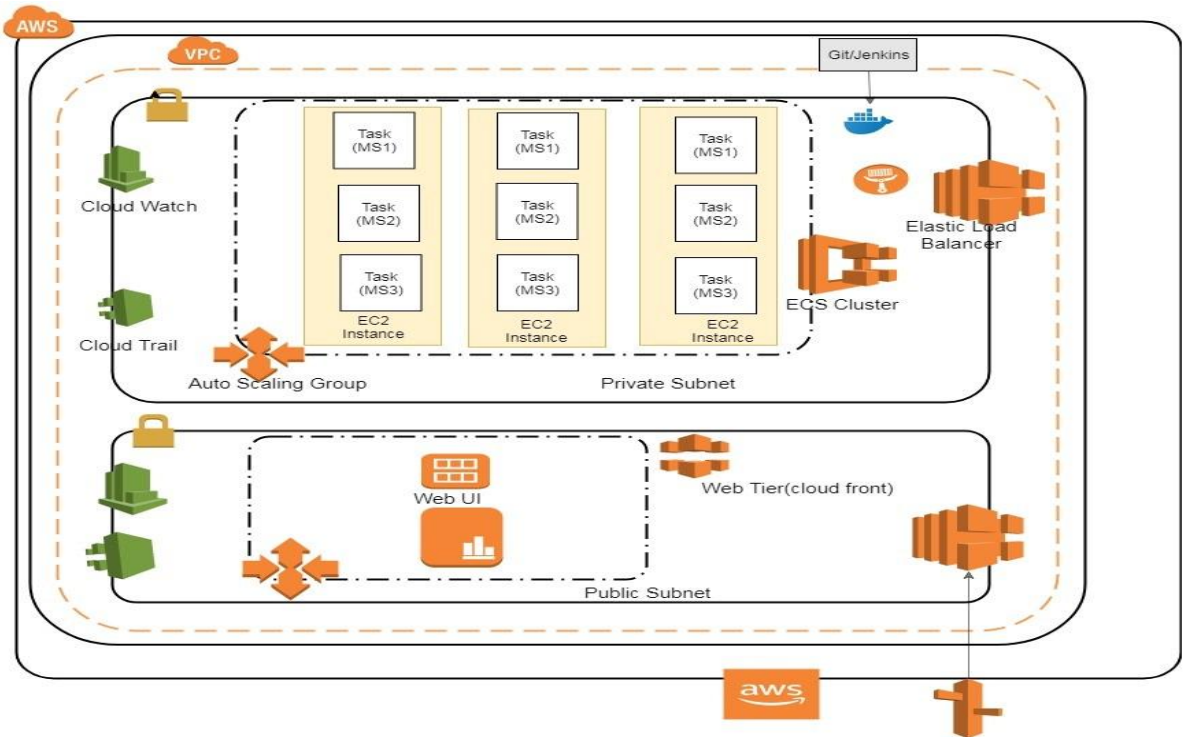 AWS
VPC
Git/Jenkins
Task
(MS1)
Task
(MS1)
Task
(MS1)
Cloud Watch
Task
(MS2)
Task
(MS2)
Task
(MS2)
Elastic Load
Balancer
Task
(MS3)
Task
(MS3)
Task
(MS3)
ECS Cluster
EC2
Instance
EC2
Instance
EC2
Instance
Cloud Trail
Auto Scaling Group
Private Subnet
Web UI
Web Tier(cloud front)
Public Subnet
aws